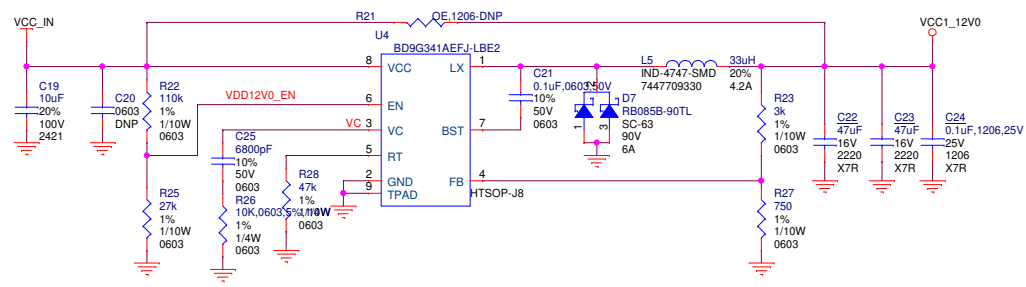 VCC_IN
R21
OE,1206-DNP
VCC1_12V0
U4
BD9G341AEFJ-LBE2
8
VCC
LX
1
6
EN
3
VC
BST
7
5
RT
2
GND
9
TPAD
FB
4
HTSOP-J8
VDD12V0_EN
VC
C19
10uF
20%
100V
2421
C20
0603
DNP
R22
110k
1%
1/10W
0603
R25
27k
1%
1/10W
0603
C25
6800pF
10%
50V
0603
R26
10K,0603,5%,1/10W
1%
1/4W
0603
R28
47k
1%
1/4W
0603
C21
0.1uF,0603,50V
10%
50V
0603
D7
RB085B-90TL
SC-63
90V
6A
1
3
L5
IND-4747-SMD
7447709330
33uH
20%
4.2A
R23
3k
1%
1/10W
0603
R27
750
1%
1/10W
0603
C22
47uF
16V
2220
X7R
C23
47uF
16V
2220
X7R
C24
0.1uF,1206,25V
25V
1206
X7R